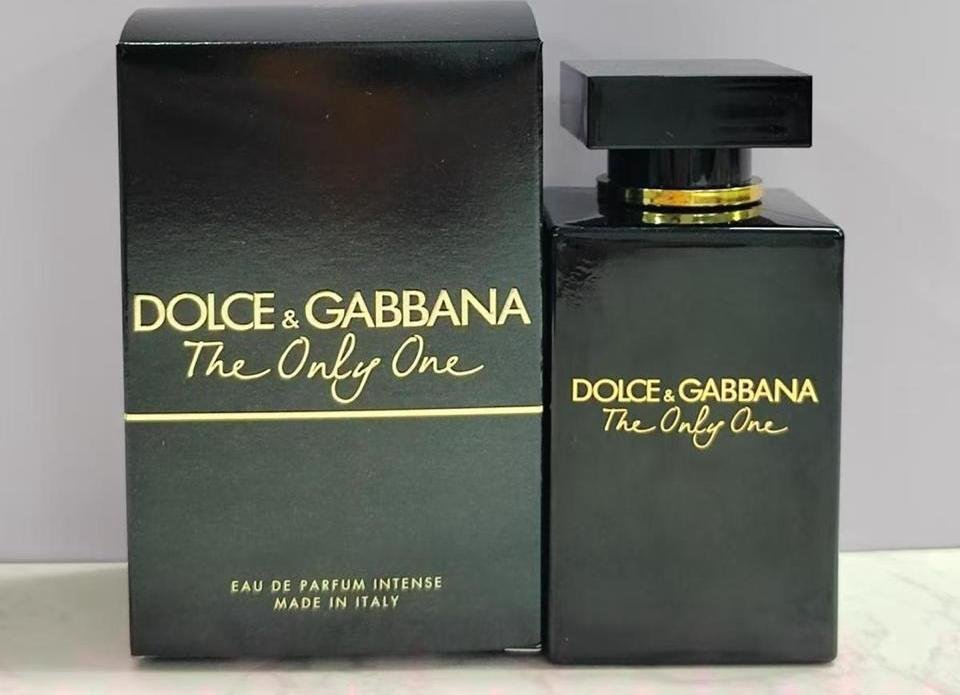 DOLCE & GABBANA
The Only One
EAU DE PARFUM INTENSE
MADE IN ITALY
DOLCE & GABBANA
The Only One